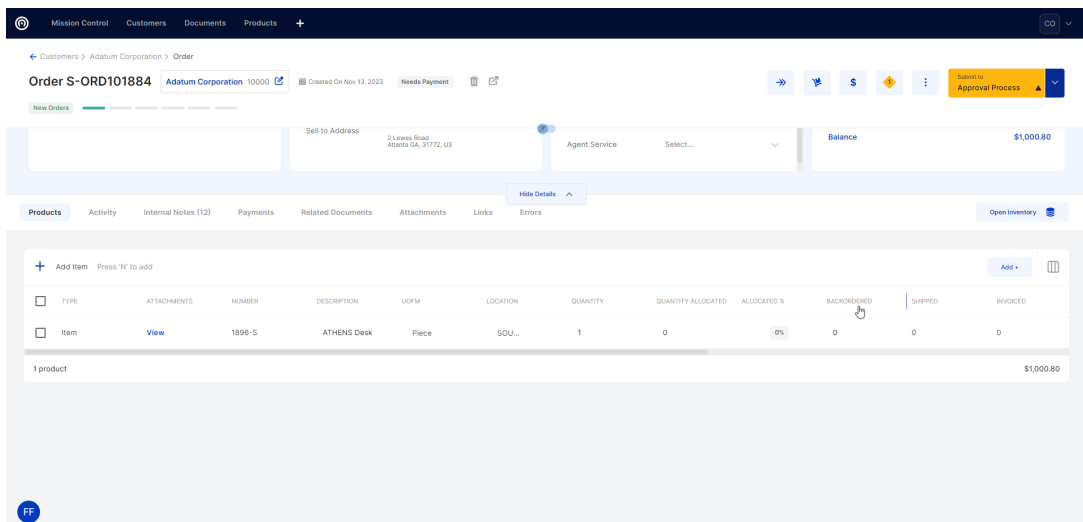 Mission Control Customers Documents Products + CO
← Customers > Adatum Corporation > Order
Order S-ORD101884 Adatum Corporation 10000 Created On Nov 13, 2023 Needs Payment $ 1 Submit to Approval Process
New Orders
Sell to Address 2 Lewes Road
Atlanta GA, 31772, US
Agent Service Select...
Balance $1,000.80
Hide Details
Products Activity Internal Notes (12) Payments Related Documents Attachments Links Errors Open Inventory
+ Add Item Press 'N' to add Add +
TYPE ATTACHMENTS NUMBER DESCRIPTION UOFM LOCATION QUANTITY QUANTITY ALLOCATED ALLOCATED % BACKORDERED SHIPPED INVOICED
Item View 1896-S ATHENS Desk Piece SOU... 1 0 0% 0 0 0
1 product $1,000.80
FF